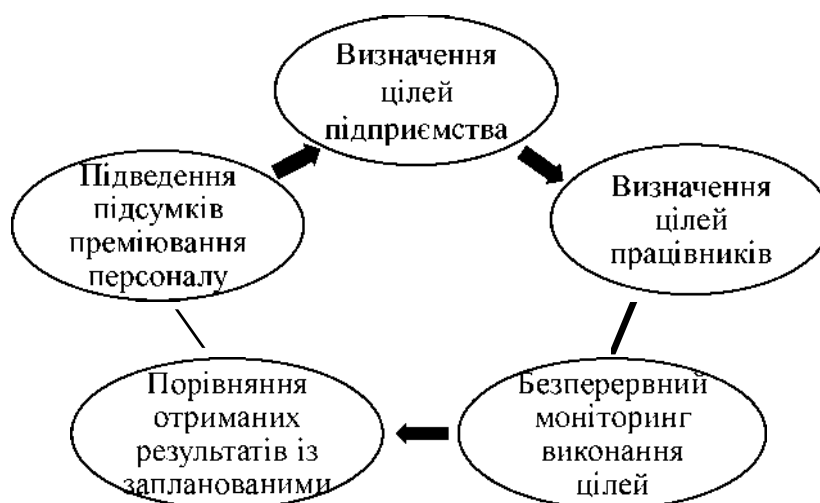 Визначення
цілей
підприємства
Визначення
цілей
працівників
Безперервний
моніторинг
виконання
цілей
Порівняння
отриманих
результатів із
запланованими
Підведення
підсумків
преміювання
персоналу